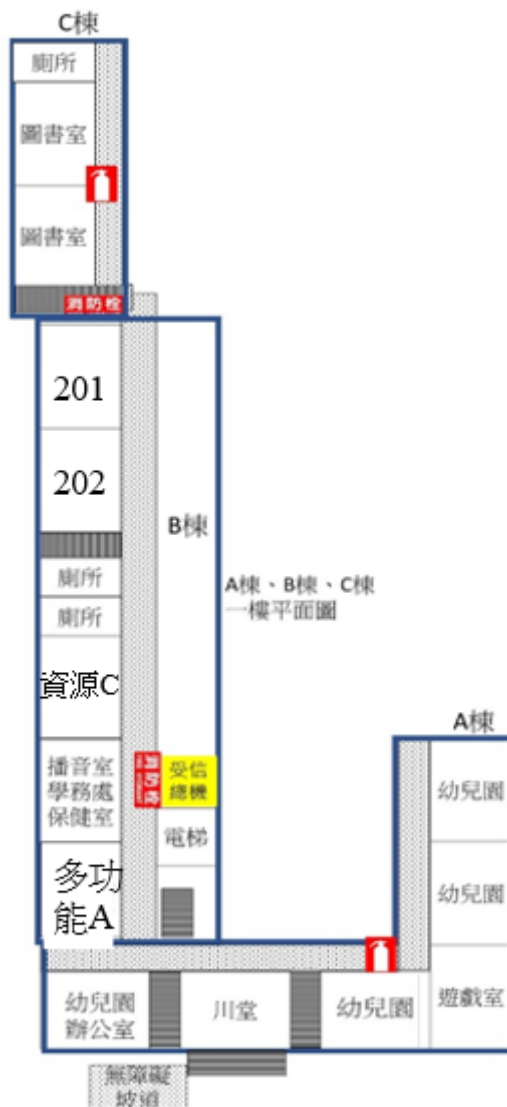 C棟
廁所
圖書室
圖書室
消防栓
201
202
B棟
廁所
廁所
A棟、B棟、C棟
一樓平面圖
資源C
A棟
播音室
學務處
保健室
消防栓
受信
總機
幼兒園
電梯
多功
能A
幼兒園
幼兒園
辦公室
川堂
幼兒園
遊戲室
無障礙
坡道